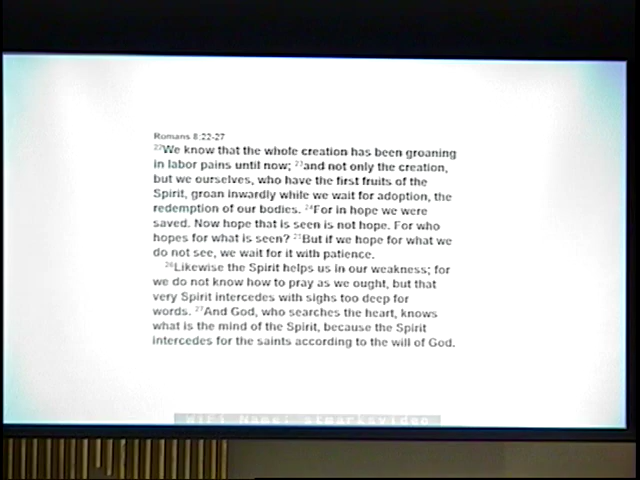 Romans 8:22-27
22We know that the whole creation has been groaning
in labor pains until now; 23and not only the creation,
but we ourselves, who have the first fruits of the
Spirit, groan inwardly while we wait for adoption, the
redemption of our bodies. 24For in hope we were
saved. Now hope that is seen is not hope. For who
hopes for what is seen? 25But if we hope for what we
do not see, we wait for it with patience.
26Likewise the Spirit helps us in our weakness; for
we do not know how to pray as we ought, but that
very Spirit intercedes with sighs too deep for
words. 27And God, who searches the heart, knows
what is the mind of the Spirit, because the Spirit
intercedes for the saints according to the will of God.
WiFi Name: stmarksvideo